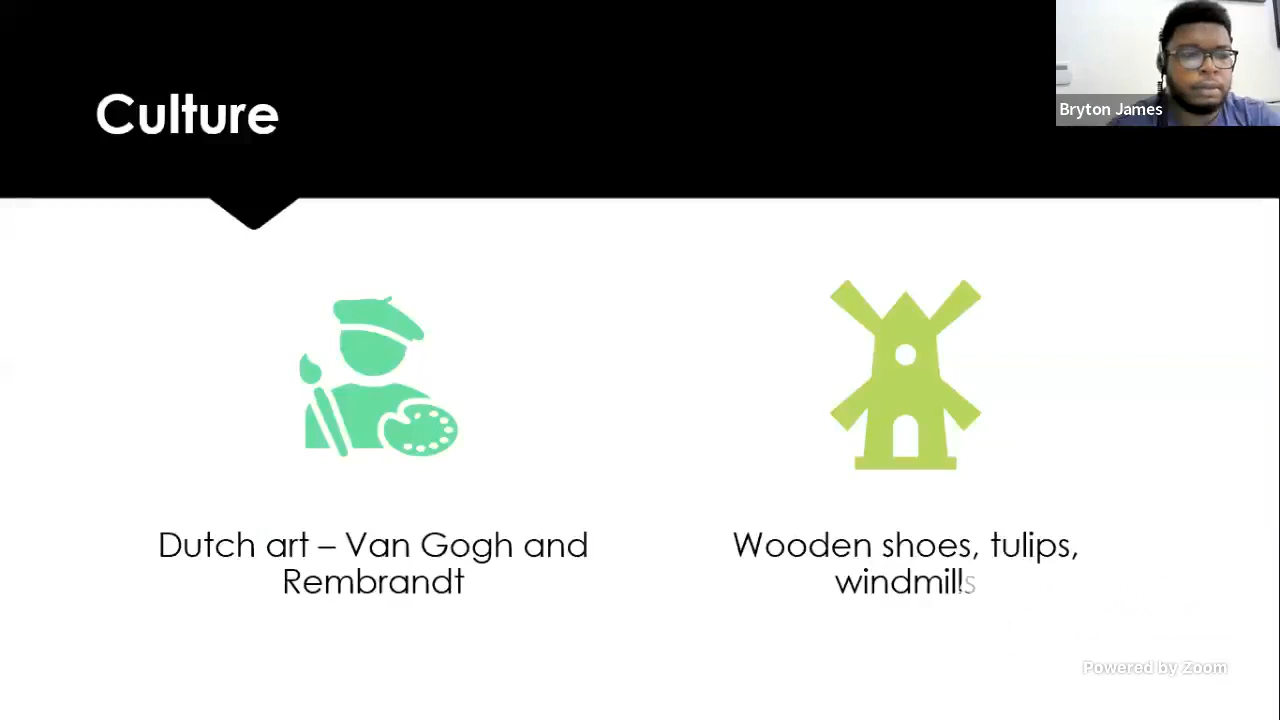 Culture
Bryton James
Dutch art – Van Gogh and
Rembrandt
Wooden shoes, tulips,
windmills
Powered by Zoom